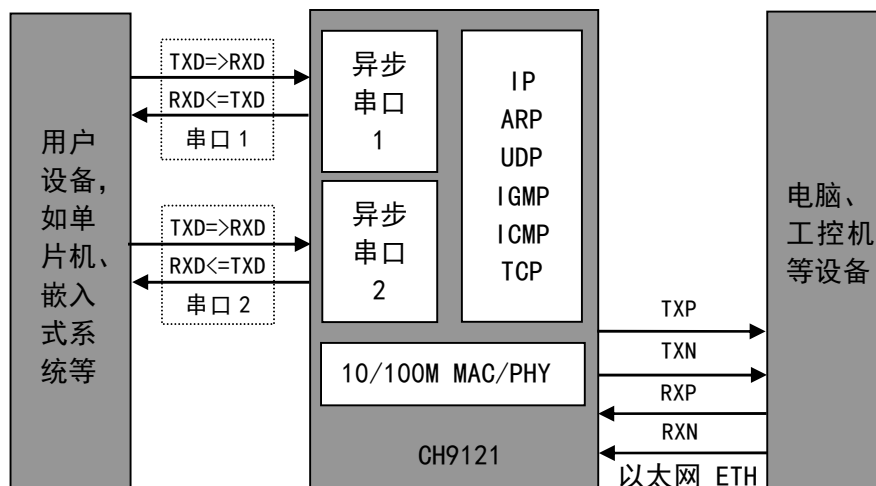 用户
设备，
如单
片机、
嵌入
式系
统等
TXD=>RXD
RXD<=TXD
串口 1
TXD=>RXD
RXD<=TXD
串口 2
异步
串口
1
异步
串口
2
IP
ARP
UDP
IGMP
ICMP
TCP
10/100M MAC/PHY
CH9121
TXP
TXN
RXP
RXN
以太网 ETH
电脑、
工控机
等设备